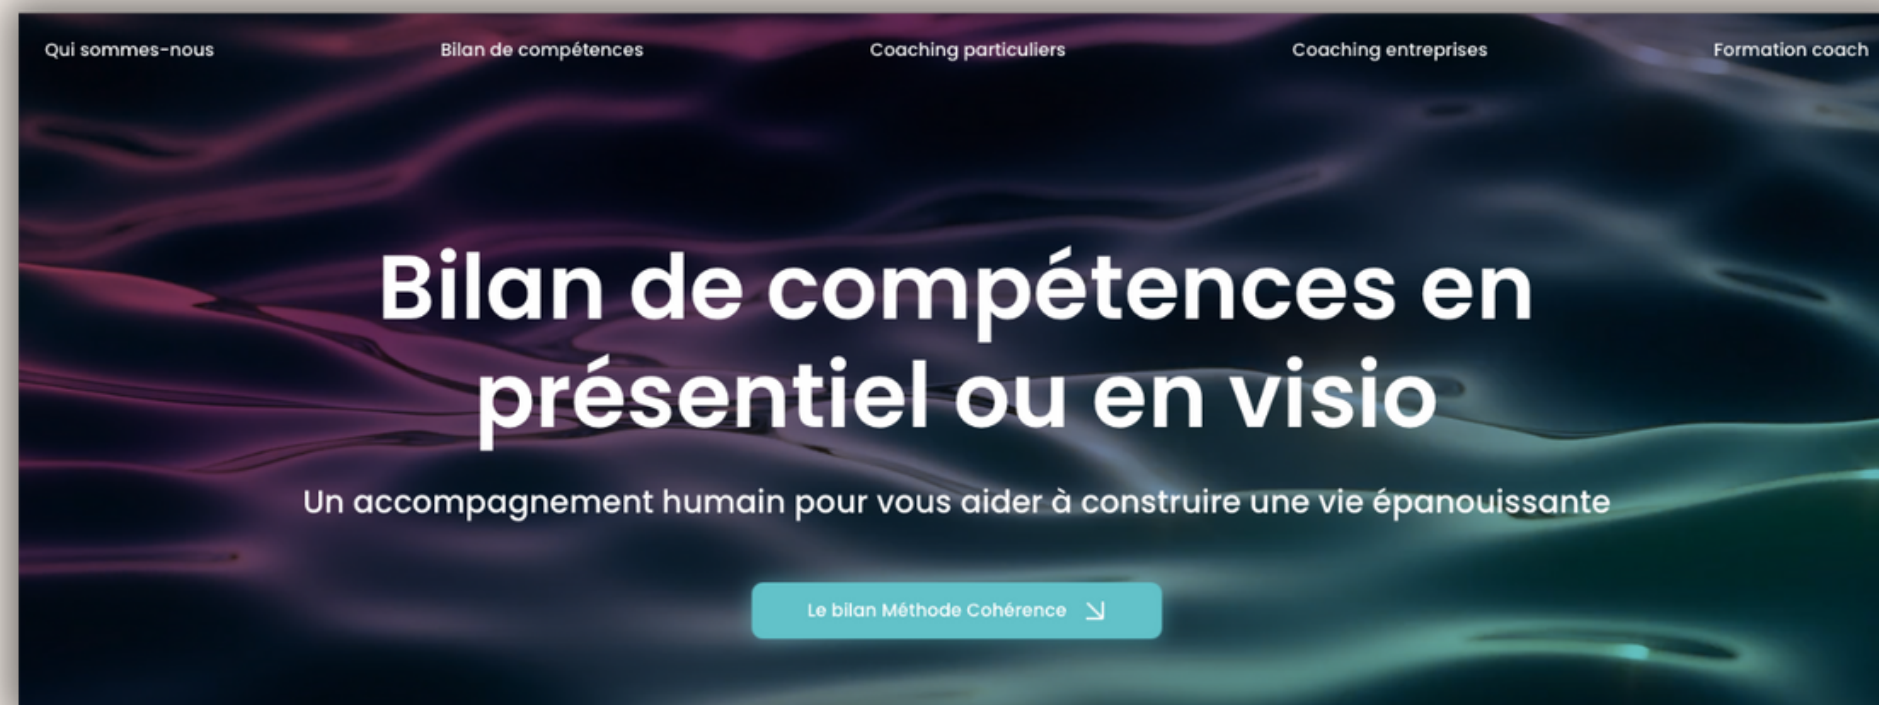 Qui sommes-nous
Bilan de compétences
Coaching particuliers
Coaching entreprises
Formation coach
Bilan de compétences en
présentiel ou en visio
Un accompagnement humain pour vous aider à construire une vie épanouissante
Le bilan Méthode Cohérence